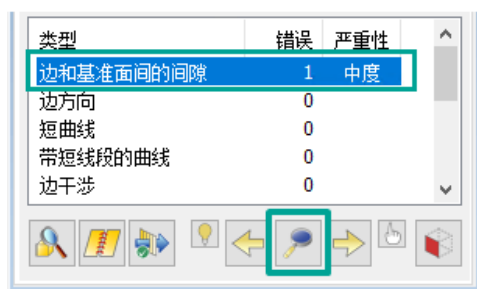 类型 错误 严重性
边和基准面间的间隙 1 中度
边方向 0
短曲线 0
带短线段的曲线 0
边干涉 0